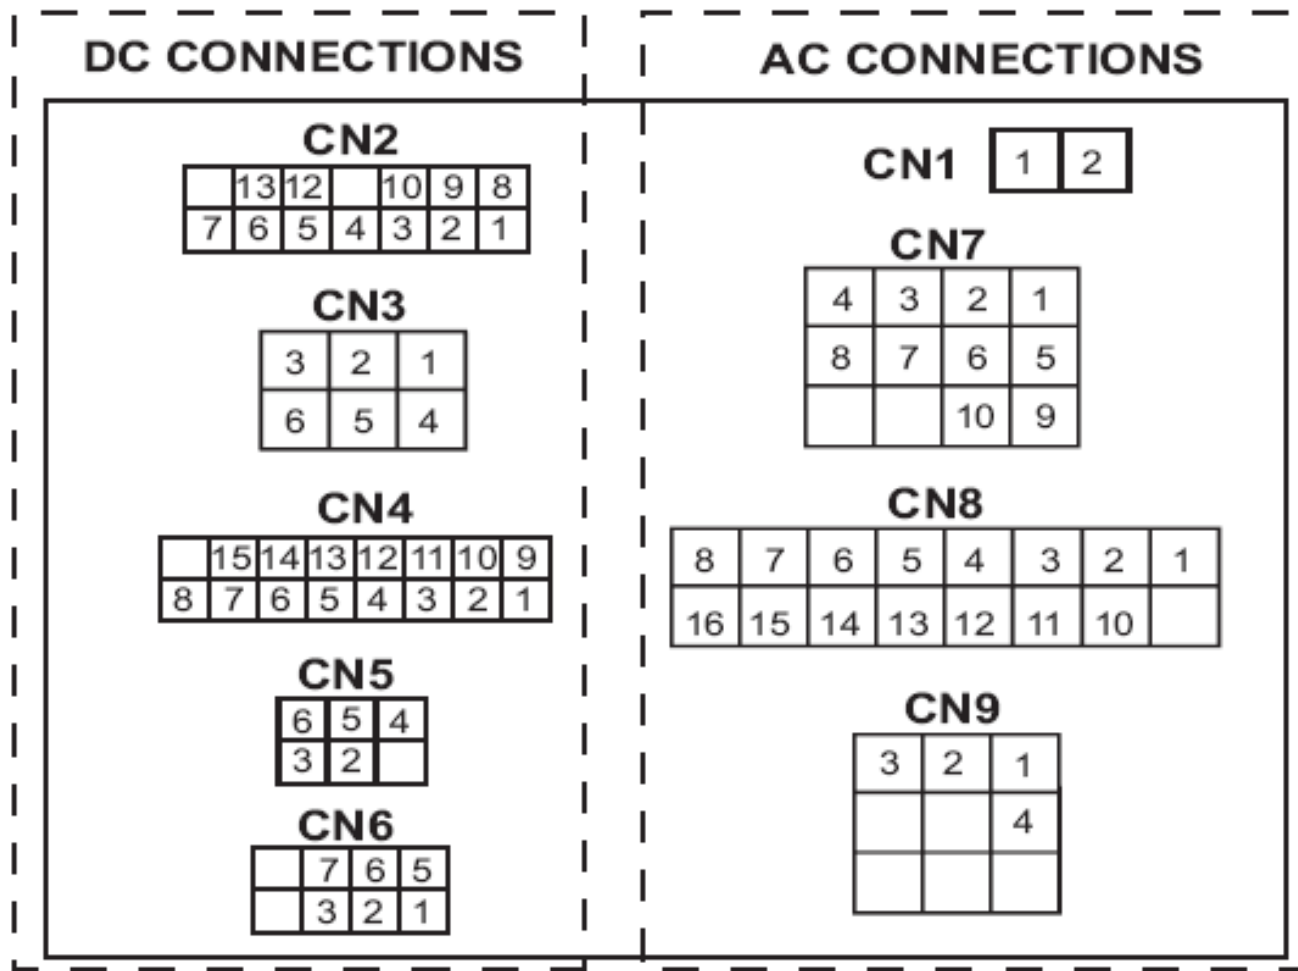 DC CONNECTIONS
CN2
13 12 10 9 8
7 6 5 4 3 2 1
CN3
3 2 1
6 5 4
CN4
15 14 13 12 11 10 9
8 7 6 5 4 3 2 1
CN5
6 5 4
3 2
CN6
7 6 5
3 2 1
AC CONNECTIONS
CN1 1 2
CN7
4 3 2 1
8 7 6 5
10 9
CN8
8 7 6 5 4 3 2 1
16 15 14 13 12 11 10
CN9
3 2 1
4